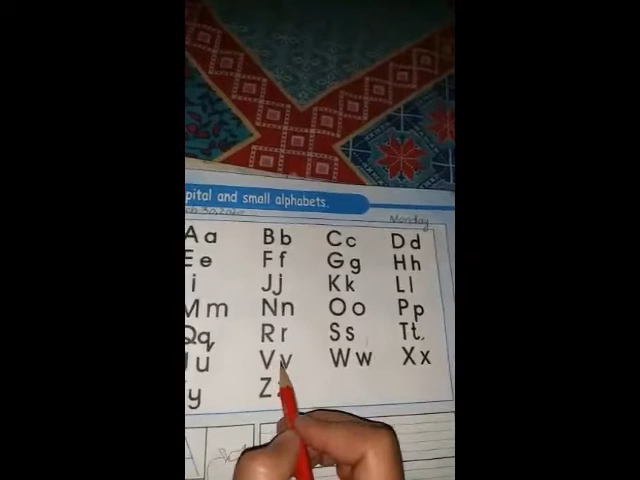 pital and small alphabets.
Monday
Aa Bb Cc Dd
Ee Ff Gg Hh
i Jj Kk Ll
Mm Nn Oo Pp
Qq Rr Ss Tt
u Vv Ww Xx
y Z